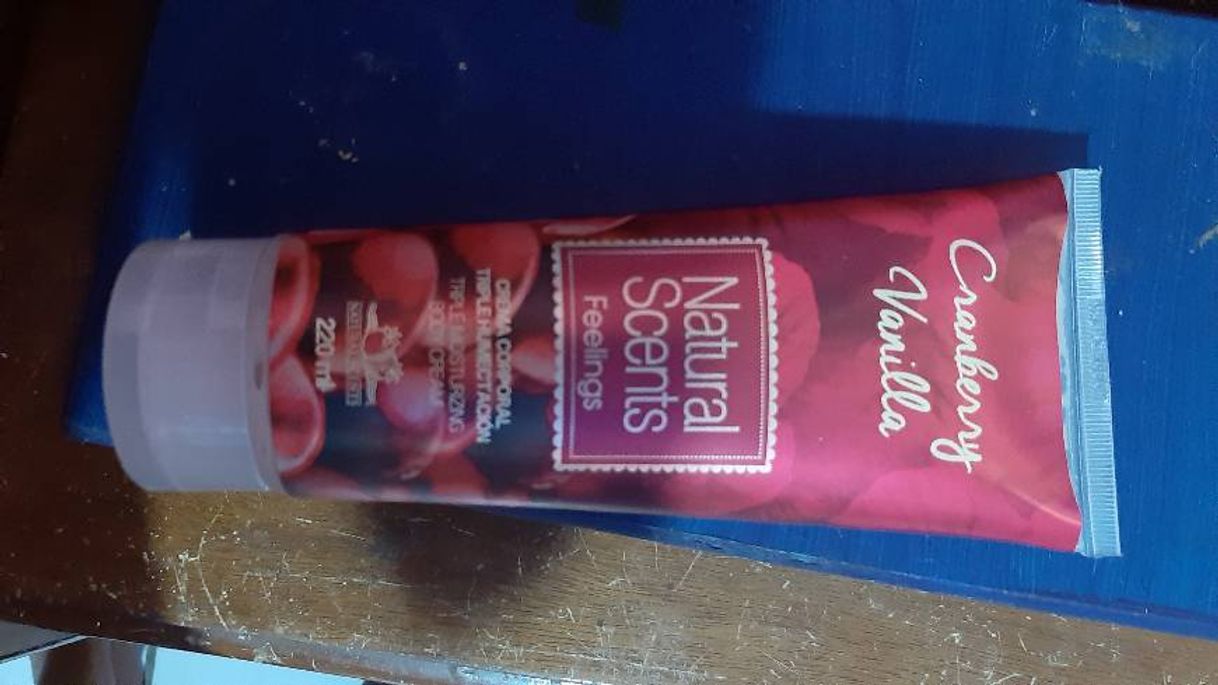 Cranberry
Vanilla
Natural
Scents
Feelings
CREMA CORPORAL
TRIPLE HUMECTACIÓN
TRIPLE MOISTURIZING
BODY CREAM
220 ml